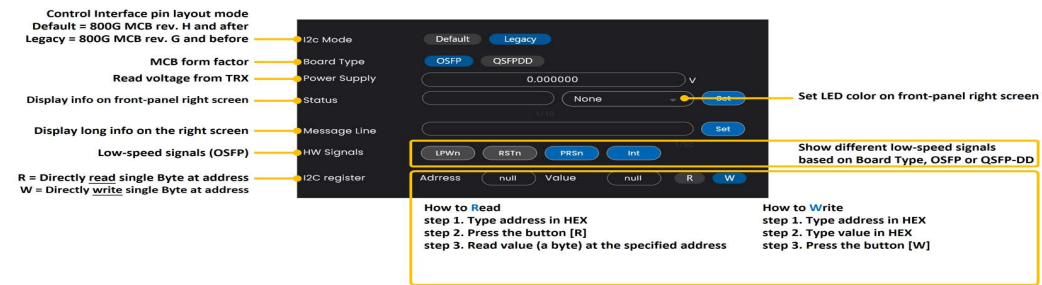 Control Interface pin layout mode
Default = 800G MCB rev. H and after
Legacy = 800G MCB rev. G and before
I2c Mode
Default
Legacy
MCB form factor
Board Type
OSFP
QSFPDD
Read voltage from TRX
Power Supply
0.000000
V
Display info on front-panel right screen
Status
None
Set
Set LED color on front-panel right screen
1/16
Display long info on the right screen
Message Line
Set
Low-speed signals (OSFP)
HW Signals
LPWn
RSTn
PRSn
Int
Show different low-speed signals
based on Board Type, OSFP or QSFP-DD
R = Directly read single Byte at address
W = Directly write single Byte at address
I2C register
Adrress
null
Value
null
R
W
How to Read
step 1. Type address in HEX
step 2. Press the button [R]
step 3. Read value (a byte) at the specified address
How to Write
step 1. Type address in HEX
step 2. Type value in HEX
step 3. Press the button [W]